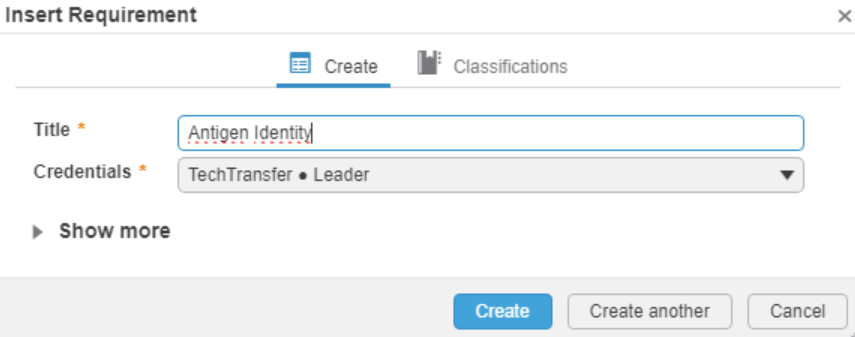 Insert Requirement ×
Create Classifications
Title * Antigen Identity
Credentials * TechTransfer ● Leader
Show more
Create Create another Cancel